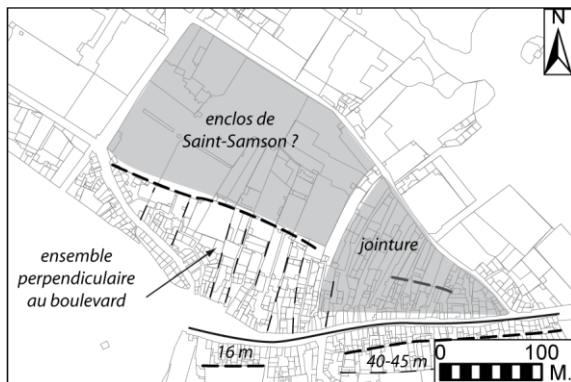 N
enclos de
Saint-Samson ?
jointure
ensemble
perpendiculaire
au boulevard
16 m
40-45 m
0 100
M.